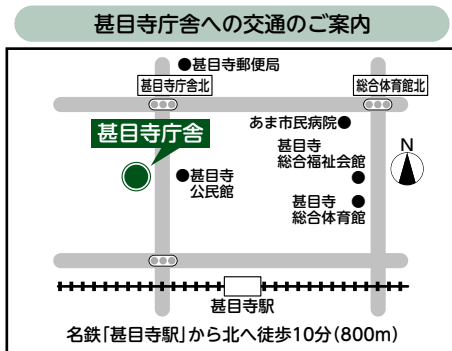 甚目寺庁舎への交通のご案内
甚目寺郵便局
甚目寺庁舎北
総合体育館北
あま市民病院
甚目寺庁舎
甚目寺
総合福祉会館
N
甚目寺
公民館
甚目寺
総合体育館
甚目寺駅
名鉄「甚目寺駅」から北へ徒歩10分(800m)